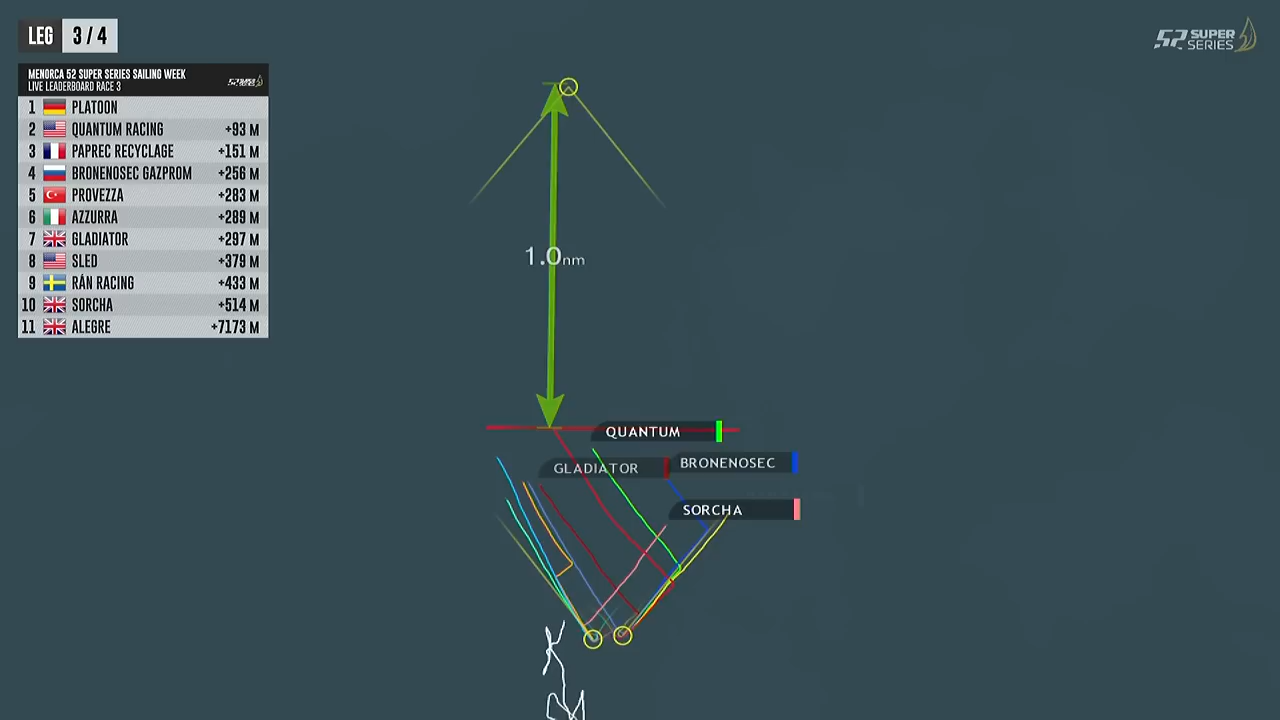 LEG 3 / 4
52 SUPER SERIES
MENORCA 52 SUPER SERIES SAILING WEEK
LIVE LEADERBOARD RACE 3
52 SUPER SERIES
1 PLATOON
2 QUANTUM RACING +93 M
3 PAPREC RECYCLAGE +151 M
4 BRONENOSEC GAZPROM +256 M
5 PROVEZZA +283 M
6 AZZURRA +289 M
7 GLADIATOR +297 M
8 SLED +379 M
9 RÁN RACING +433 M
10 SORCHA +514 M
11 ALEGRE +7173 M
1.0nm
QUANTUM
GLADIATOR
BRONENOSEC
SORCHA